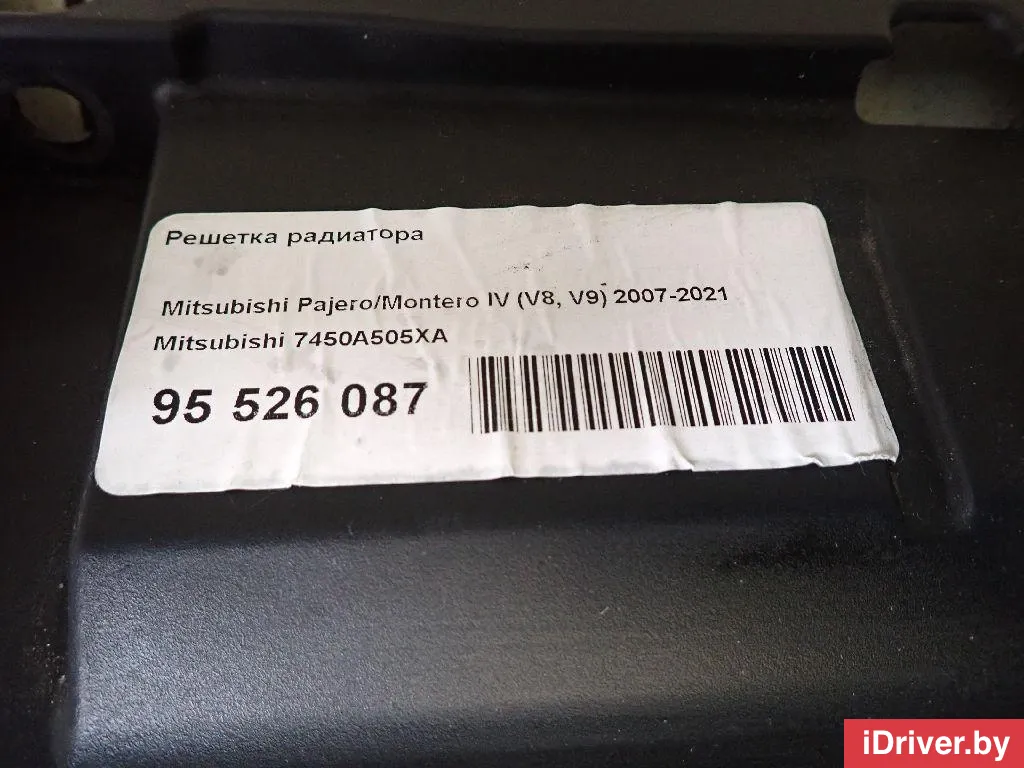 Решетка радиатора
Mitsubishi Pajero/Montero IV (V8, V9) 2007-2021
Mitsubishi 7450A505XA
95 526 087
iDriver.by